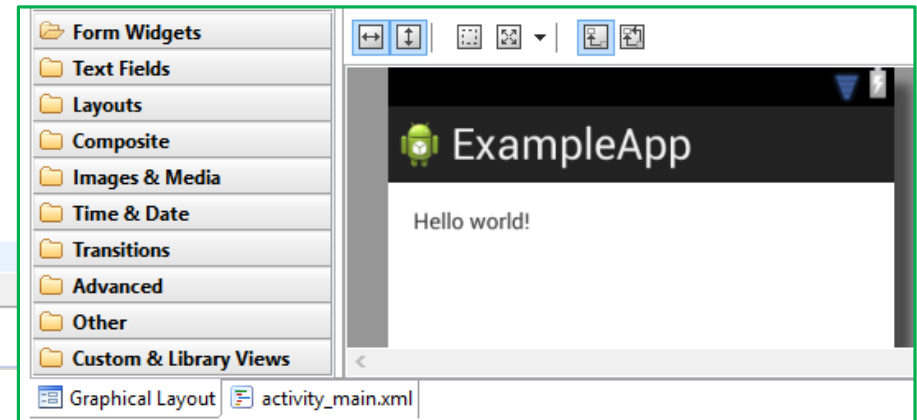 Form Widgets
Text Fields
Layouts
Composite
Images & Media
Time & Date
Transitions
Advanced
Other
Custom & Library Views
ExampleApp
Hello world!
Graphical Layout
activity_main.xml